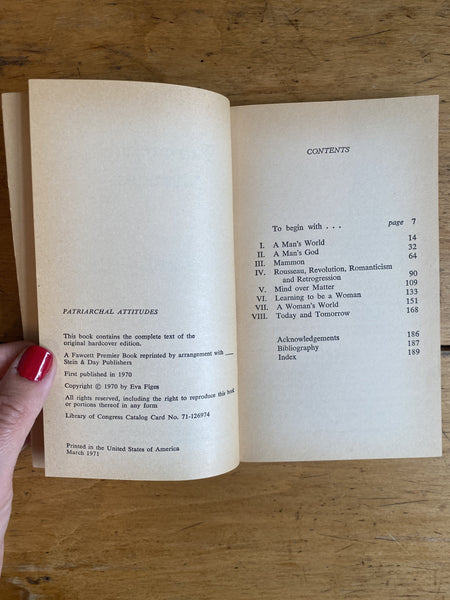 PATRIARCHAL ATTITUDES
This book contains the complete text of the
original hardcover edition.
A Fawcett Premier Book reprinted by arrangement with
Stein & Day Publishers
First published in 1970
Copyright © 1970 by Eva Figes
All rights reserved, including the right to reproduce this book
or portions thereof in any form
Library of Congress Catalog Card No. 71-126974
Printed in the United States of America
March 1971
CONTENTS
To begin with . . . page 7
I. A Man's World 14
II. A Man's God 32
III. Mammon 64
IV. Rousseau, Revolution, Romanticism
and Retrogression 90
V. Mind over Matter 109
VI. Learning to be a Woman 133
VII. A Woman's World 151
VIII. Today and Tomorrow 168
Acknowledgements 186
Bibliography 187
Index 189